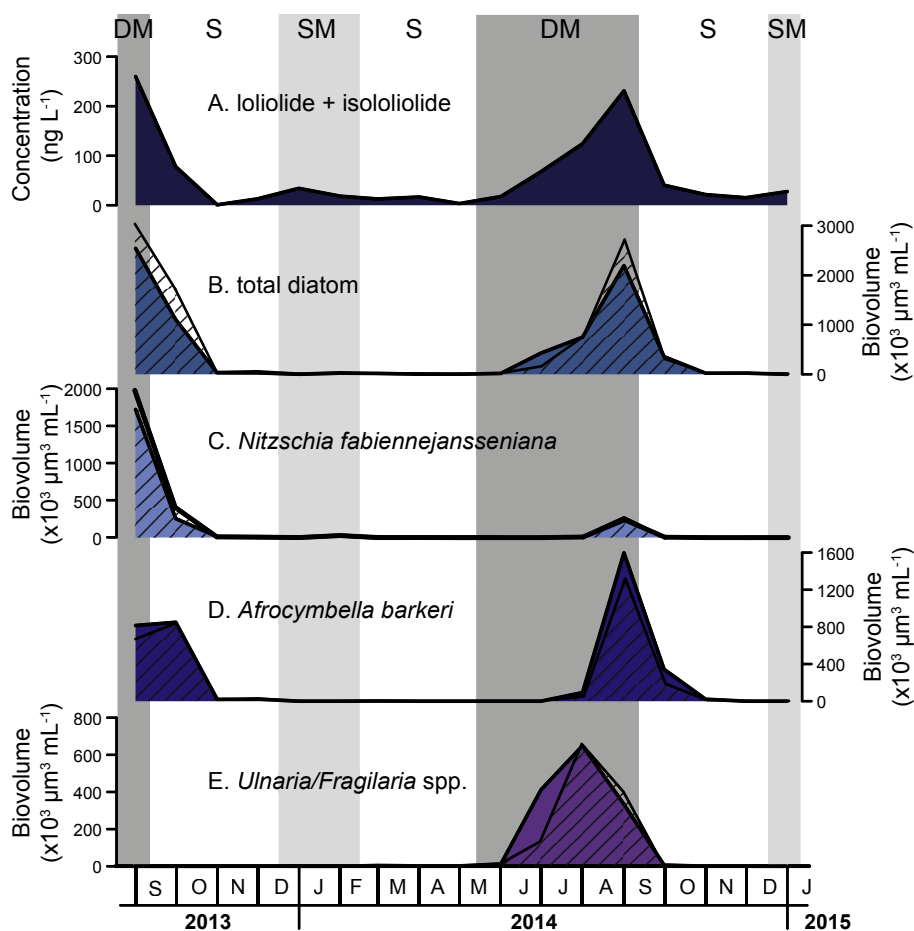 DM S SM S DM S SM
Concentration
(ng L⁻¹)
300
200
100
0
A. loliolide + isololiolide
B. total diatom
3000
2000
1000
0
Biovolume
(x10³ µm³ mL⁻¹)
Biovolume
(x10³ µm³ mL⁻¹)
2000
1500
1000
500
0
C. Nitzschia fabiennejansseniana
D. Afrocymbella barkeri
1600
1200
800
400
0
Biovolume
(x10³ µm³ mL⁻¹)
Biovolume
(x10³ µm³ mL⁻¹)
800
600
400
200
0
E. Ulnaria/Fragilaria spp.
S O N D J F M A M J J A S O N D J
2013 2014 2015